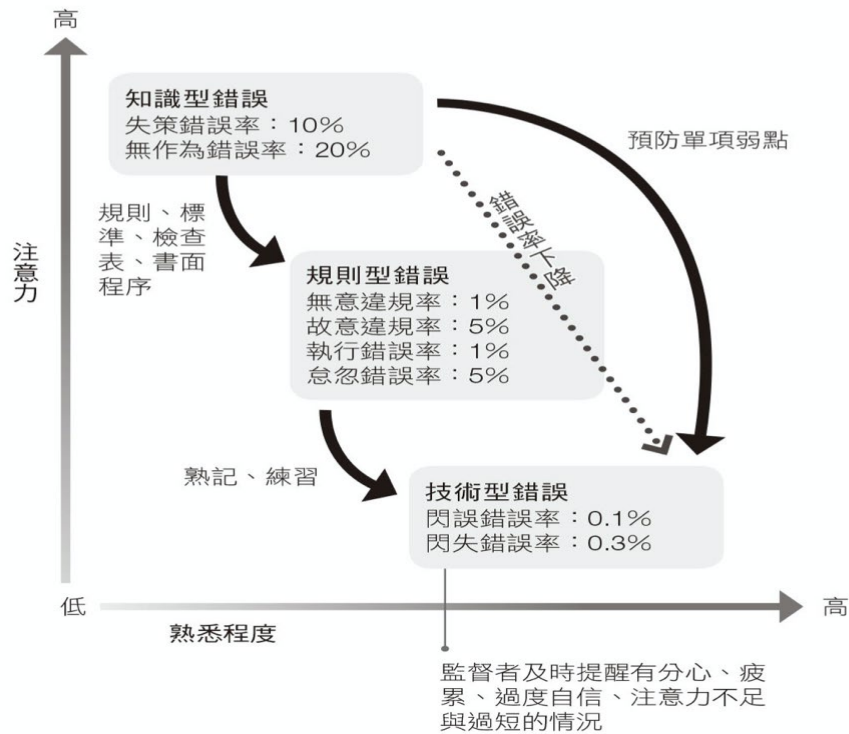 高
知識型錯誤
失策錯誤率：10%
無作為錯誤率：20%
預防單項弱點
錯誤率下降
規則、標
準、檢查
表、書面
程序
注意力
規則型錯誤
無意違規率：1%
故意違規率：5%
執行錯誤率：1%
怠忽錯誤率：5%
熟記、練習
技術型錯誤
閃誤錯誤率：0.1%
閃失錯誤率：0.3%
低
高
熟悉程度
監督者及時提醒有分心、疲
累、過度自信、注意力不足
與過短的情況